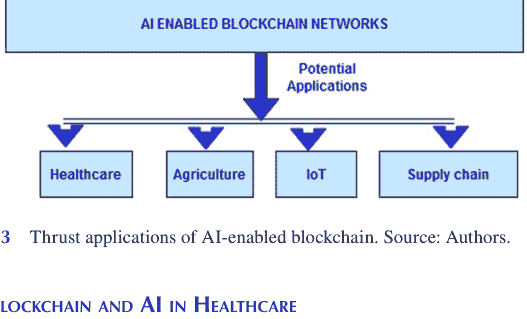 AI ENABLED BLOCKCHAIN NETWORKS
Potential
Applications
Healthcare Agriculture IoT Supply chain
3 Thrust applications of AI-enabled blockchain. Source: Authors.
LOCKCHAIN AND AI IN HEALTHCARE